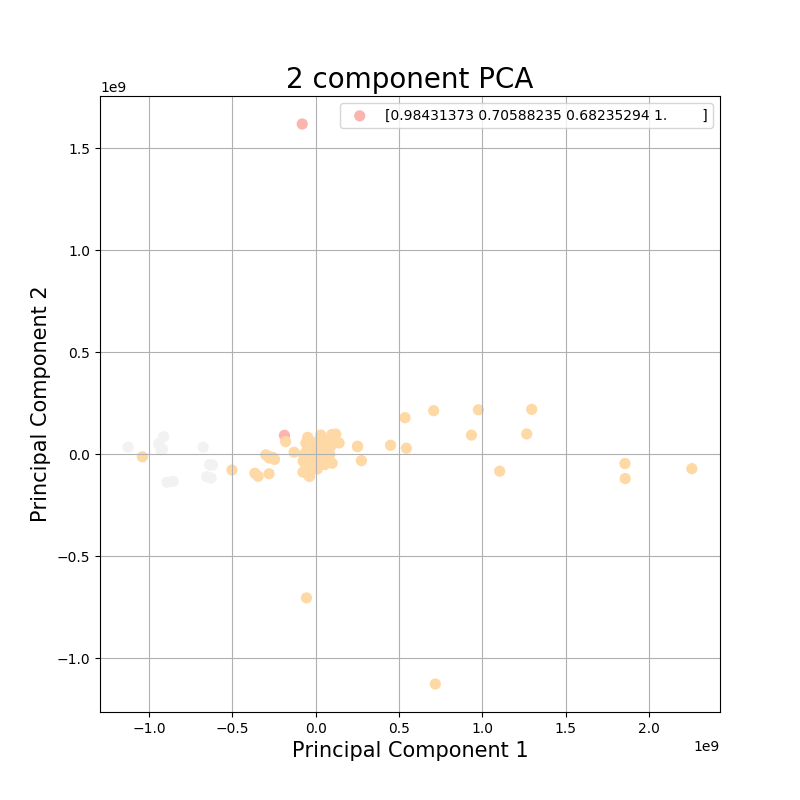 2 component PCA
1e9
[0.98431373 0.70588235 0.68235294 1.        ]
1.5
1.0
0.5
0.0
−0.5
−1.0
Principal Component 2
−1.0 −0.5 0.0 0.5 1.0 1.5 2.0
1e9
Principal Component 1